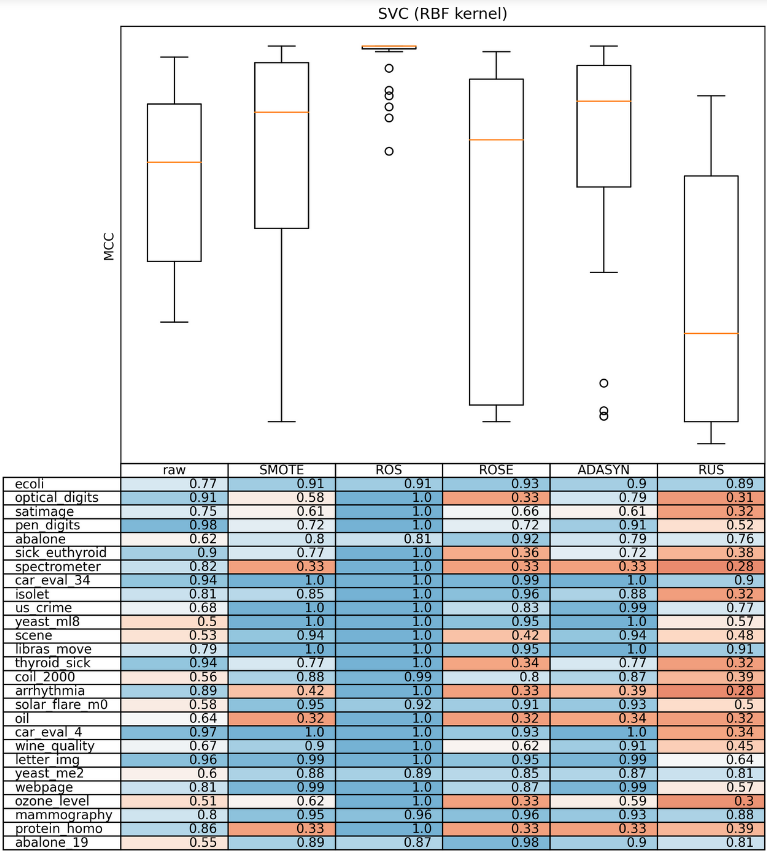 SVC (RBF kernel)
MCC
raw SMOTE ROS ROSE ADASYN RUS
ecoli 0.77 0.91 0.91 0.93 0.9 0.89
optical_digits 0.91 0.58 1.0 0.33 0.79 0.31
satimage 0.75 0.61 1.0 0.66 0.61 0.32
pen_digits 0.98 0.72 1.0 0.72 0.91 0.52
abalone 0.62 0.8 0.81 0.92 0.79 0.76
sick_euthyroid 0.9 0.77 1.0 0.36 0.72 0.38
spectrometer 0.82 0.33 1.0 0.33 0.33 0.28
car_eval_34 0.94 1.0 1.0 0.99 1.0 0.9
isolet 0.81 0.85 1.0 0.96 0.88 0.32
us_crime 0.68 1.0 1.0 0.83 0.99 0.77
yeast_ml8 0.5 1.0 1.0 0.95 1.0 0.57
scene 0.53 0.94 1.0 0.42 0.94 0.48
libras_move 0.79 1.0 1.0 0.95 1.0 0.91
thyroid_sick 0.94 0.77 1.0 0.34 0.77 0.32
coil_2000 0.56 0.88 0.99 0.8 0.87 0.39
arrhythmia 0.89 0.42 1.0 0.33 0.39 0.28
solar_flare_m0 0.58 0.95 0.92 0.91 0.93 0.5
oil 0.64 0.32 1.0 0.32 0.34 0.32
car_eval_4 0.97 1.0 1.0 0.93 1.0 0.34
wine_quality 0.67 0.9 1.0 0.62 0.91 0.45
letter_img 0.96 0.99 1.0 0.95 0.99 0.64
yeast_me2 0.6 0.88 0.89 0.85 0.87 0.81
webpage 0.81 0.99 1.0 0.87 0.99 0.57
ozone_level 0.51 0.62 1.0 0.33 0.59 0.3
mammography 0.8 0.95 0.96 0.96 0.93 0.88
protein_homo 0.86 0.33 1.0 0.33 0.33 0.39
abalone_19 0.55 0.89 0.87 0.98 0.9 0.81